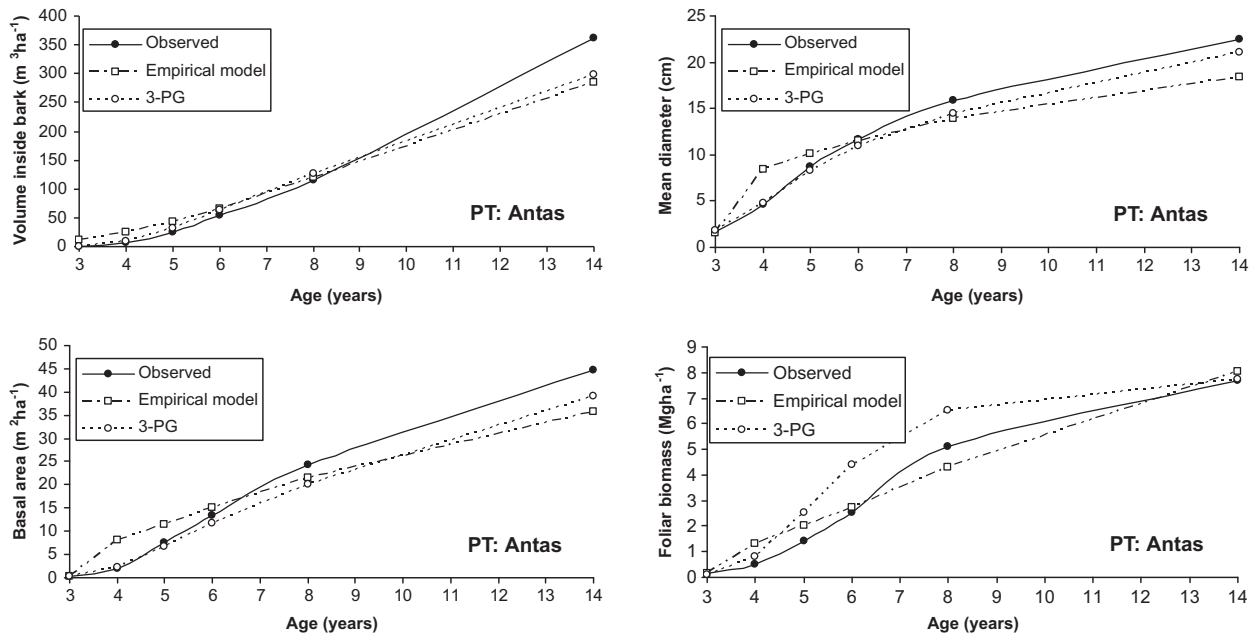 Volume inside bark (m³ha⁻¹)
400
350
300
250
200
150
100
50
0
Observed
Empirical model
3-PG
PT: Antas
3 4 5 6 7 8 9 10 11 12 13 14
Age (years)
Mean diameter (cm)
25
20
15
10
5
0
Observed
Empirical model
3-PG
PT: Antas
3 4 5 6 7 8 9 10 11 12 13 14
Age (years)
Basal area (m²ha⁻¹)
50
45
40
35
30
25
20
15
10
5
0
Observed
Empirical model
3-PG
PT: Antas
3 4 5 6 7 8 9 10 11 12 13 14
Age (years)
Foliar biomass (Mgha⁻¹)
9
8
7
6
5
4
3
2
1
0
Observed
Empirical model
3-PG
PT: Antas
3 4 5 6 7 8 9 10 11 12 13 14
Age (years)